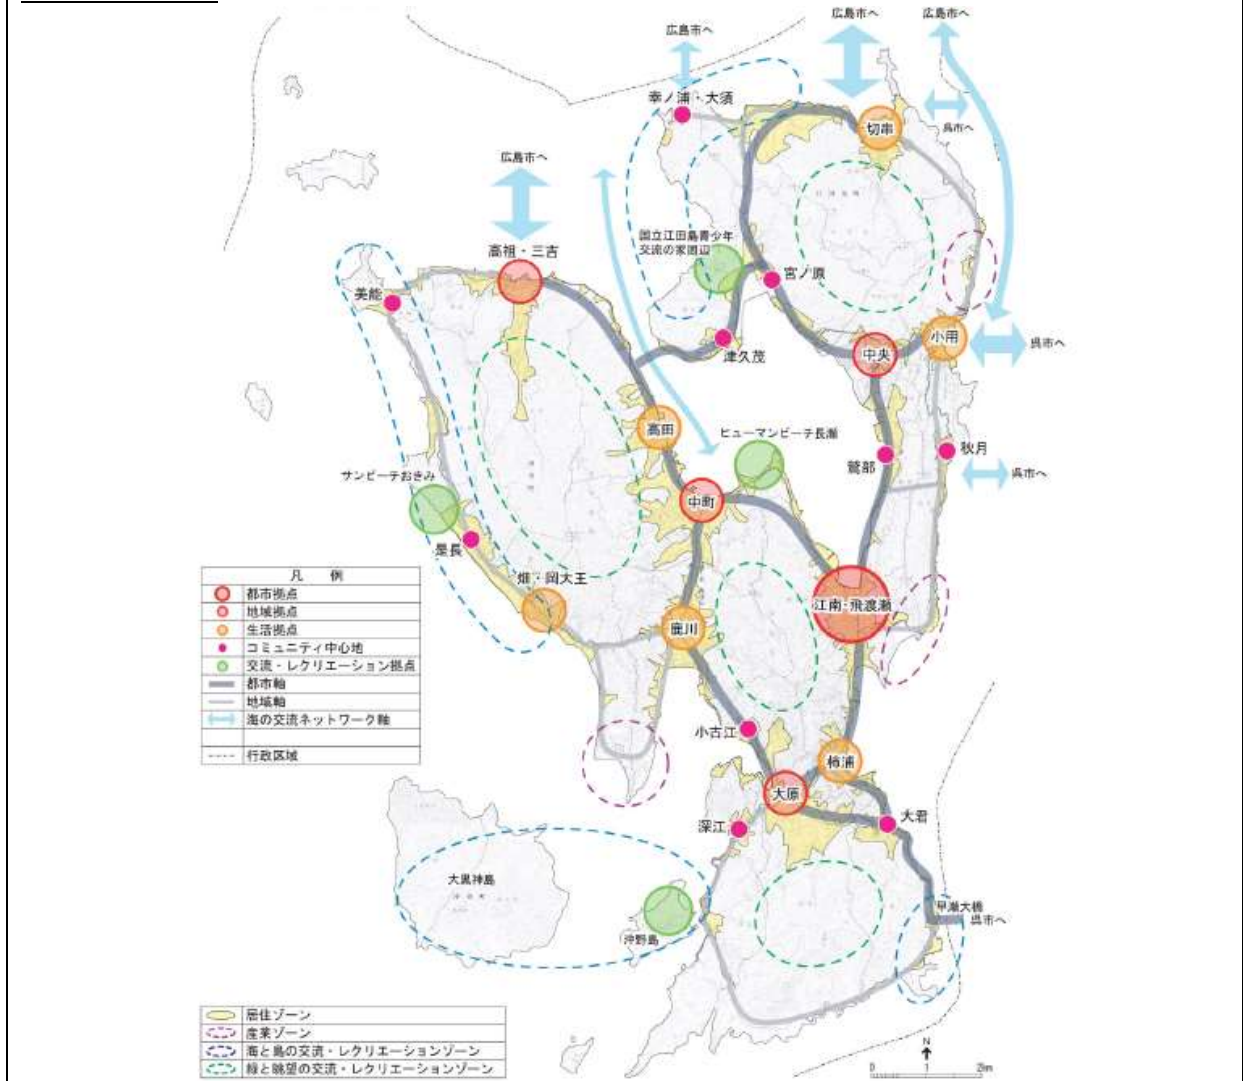 広島市へ
広島市へ
広島市へ
幸ノ浦・大須
切串
呉市へ
広島市へ
国立江田島青少年
交流の家周辺
高祖・三吉
宮ノ原
美能
小用
呉市へ
中央
津久茂
高田
ヒューマンビーチ長瀬
秋月
鷲部
呉市へ
サンビーチおきみ
中町
是長
畑・岡大王
江南・飛渡瀬
鹿川
凡 例
都市拠点
地域拠点
生活拠点
コミュニティ中心地
交流・レクリエーション拠点
都市軸
地域軸
海の交流ネットワーク軸
行政区域
小古江
柿浦
大原
大君
深江
大黒神島
早瀬大橋
呉市へ
沖野島
居住ゾーン
産業ゾーン
海と島の交流・レクリエーションゾーン
緑と眺望の交流・レクリエーションゾーン
N
0 1 2km